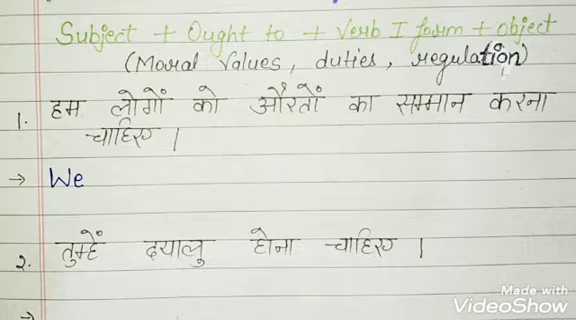 Subject + Ought to + Verb I form + object
(Moral Values, duties, regulation)
1. हम लोगों को औरतों का सम्मान करना
चाहिए |
→ We
2. तुम्हें दयालु होना चाहिए |
→
Made with
VideoShow